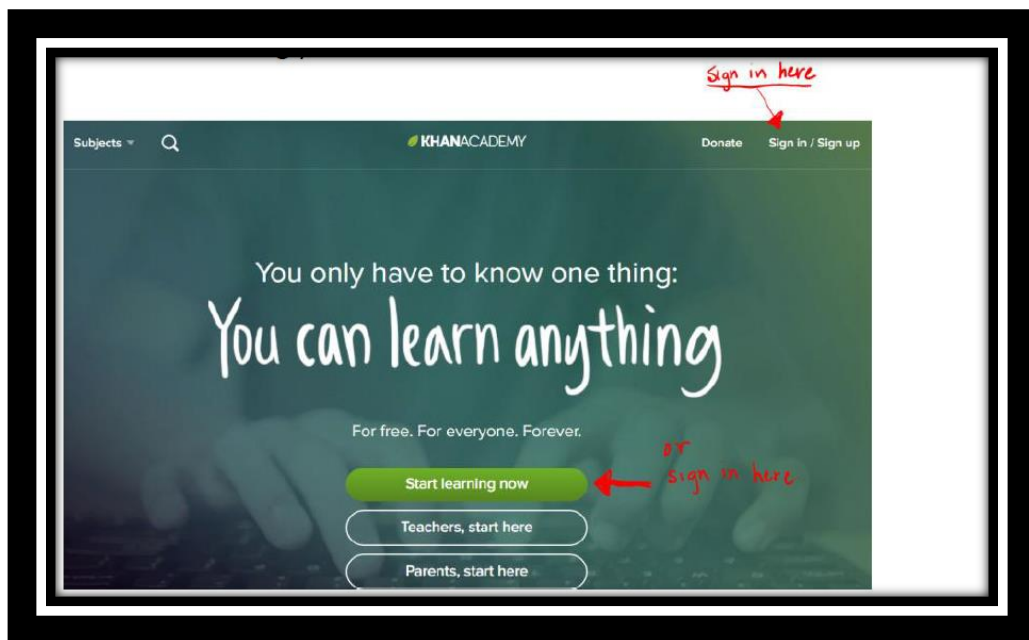 Sign in here
Subjects
KHANACADEMY
Donate
Sign in / Sign up
You only have to know one thing:
You can learn anything
For free. For everyone. Forever.
or
sign in here
Start learning now
Teachers, start here
Parents, start here